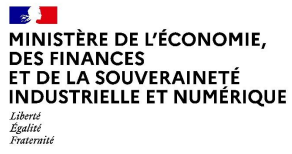 MINISTÈRE DE L'ÉCONOMIE,
DES FINANCES
ET DE LA SOUVERAINETÉ
INDUSTRIELLE ET NUMÉRIQUE
Liberté
Égalité
Fraternité